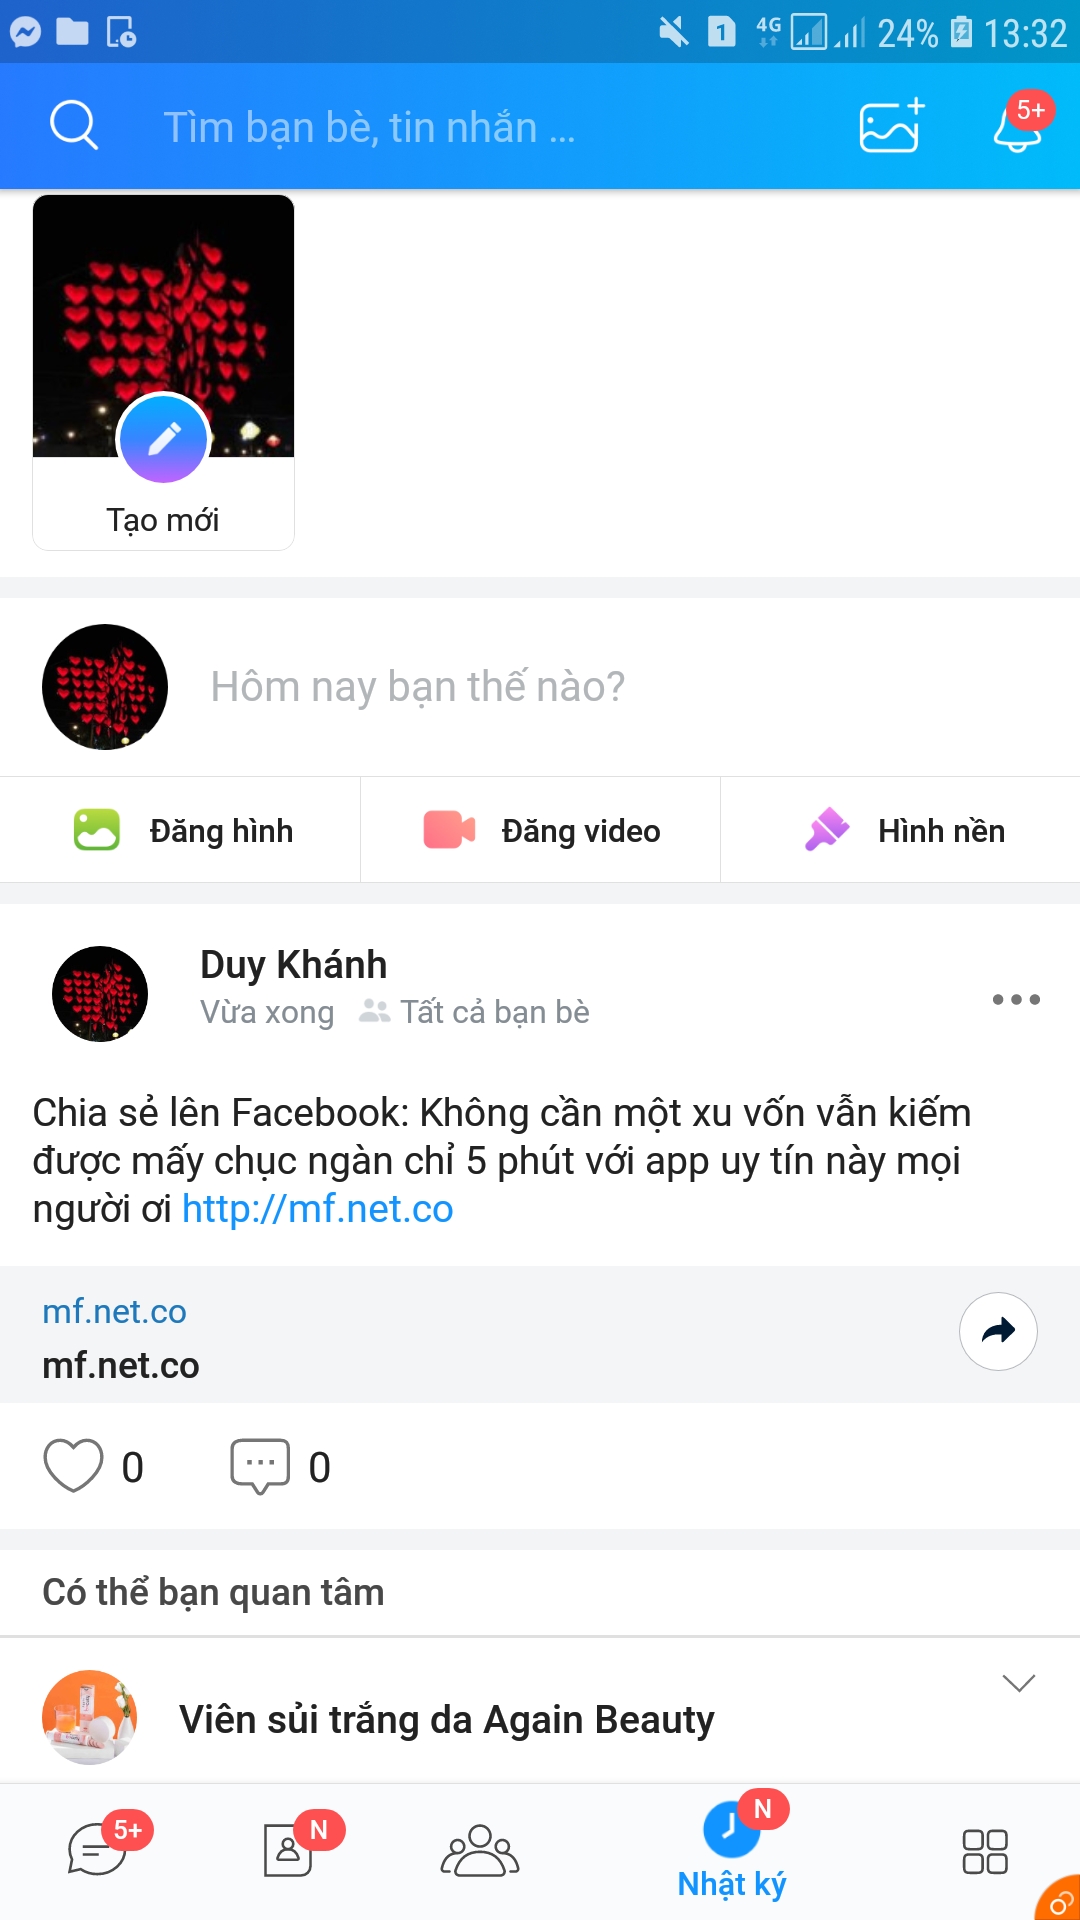 1 4G 24% 13:32
Tìm bạn bè, tin nhắn ...
5+
Tạo mới
Hôm nay bạn thế nào?
Đăng hình Đăng video Hình nền
Duy Khánh
Vừa xong Tất cả bạn bè
Chia sẻ lên Facebook: Không cần một xu vốn vẫn kiếm
được mấy chục ngàn chỉ 5 phút với app uy tín này mọi
người ơi http://mf.net.co
mf.net.co
mf.net.co
0 0
Có thể bạn quan tâm
Viên sủi trắng da Again Beauty
5+ N N
Nhật ký